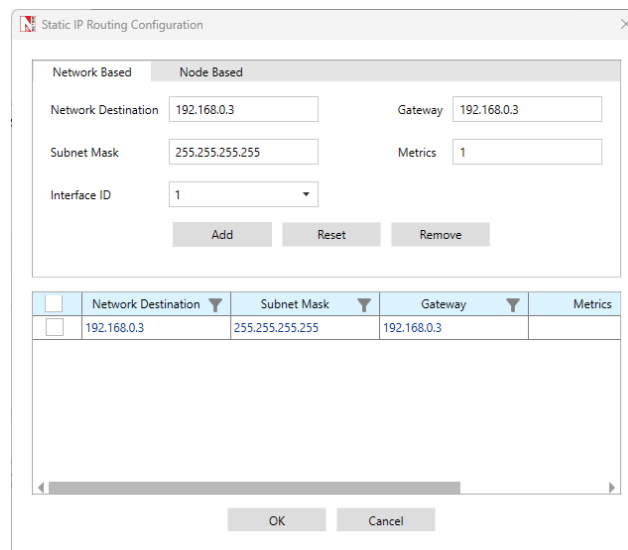 Static IP Routing Configuration
Network Based Node Based
Network Destination 192.168.0.3 Gateway 192.168.0.3
Subnet Mask 255.255.255.255 Metrics 1
Interface ID 1
Add Reset Remove
Network Destination Subnet Mask Gateway Metrics
192.168.0.3 255.255.255.255 192.168.0.3
OK Cancel